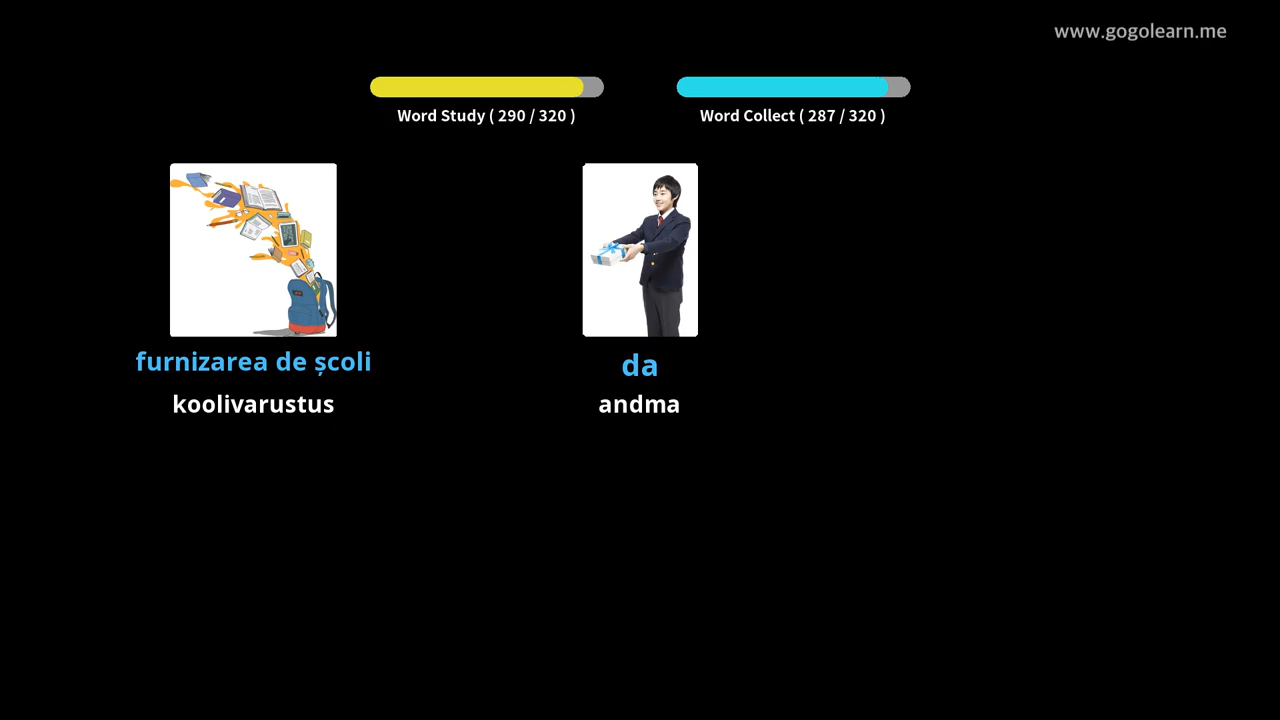 www.gogolearn.me
Word Study ( 290 / 320 )
Word Collect ( 287 / 320 )
furnizarea de școli
da
koolivarustus
andma